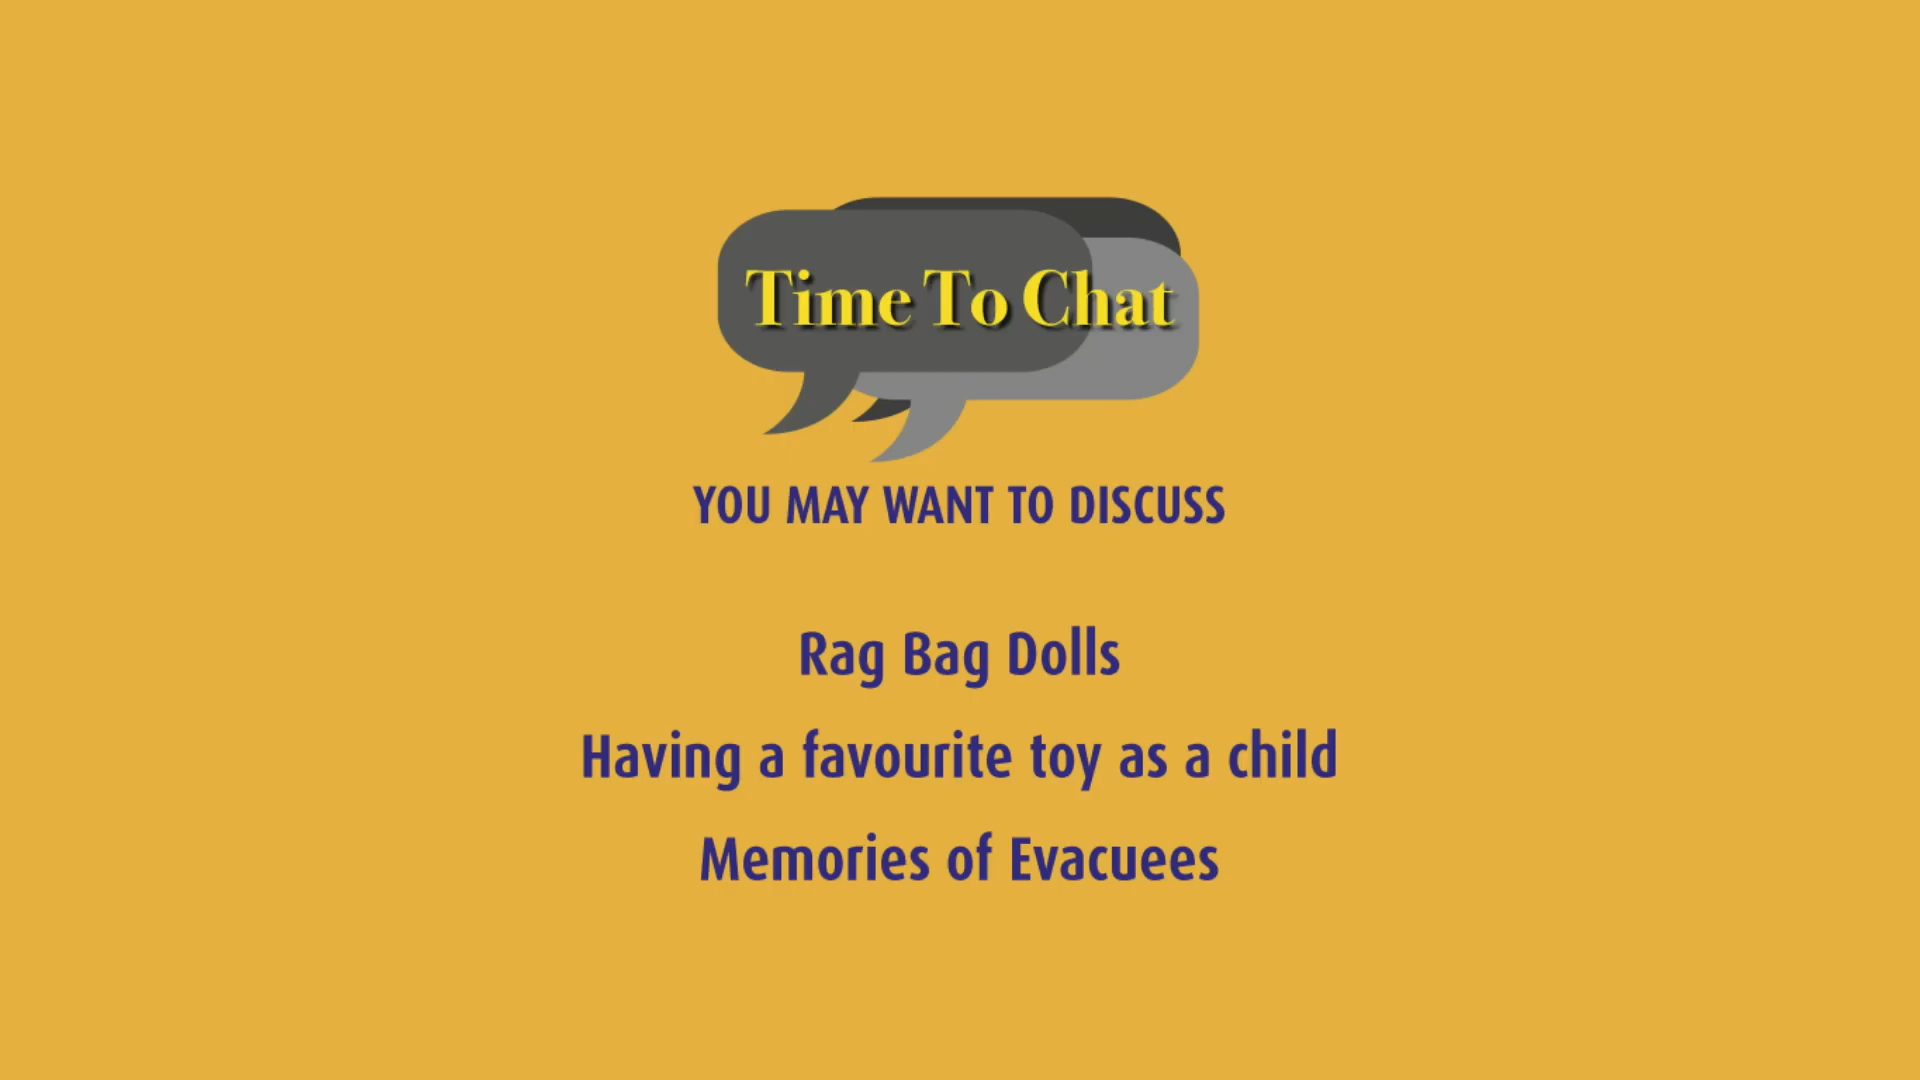 Time To Chat
YOU MAY WANT TO DISCUSS
Rag Bag Dolls
Having a favourite toy as a child
Memories of Evacuees